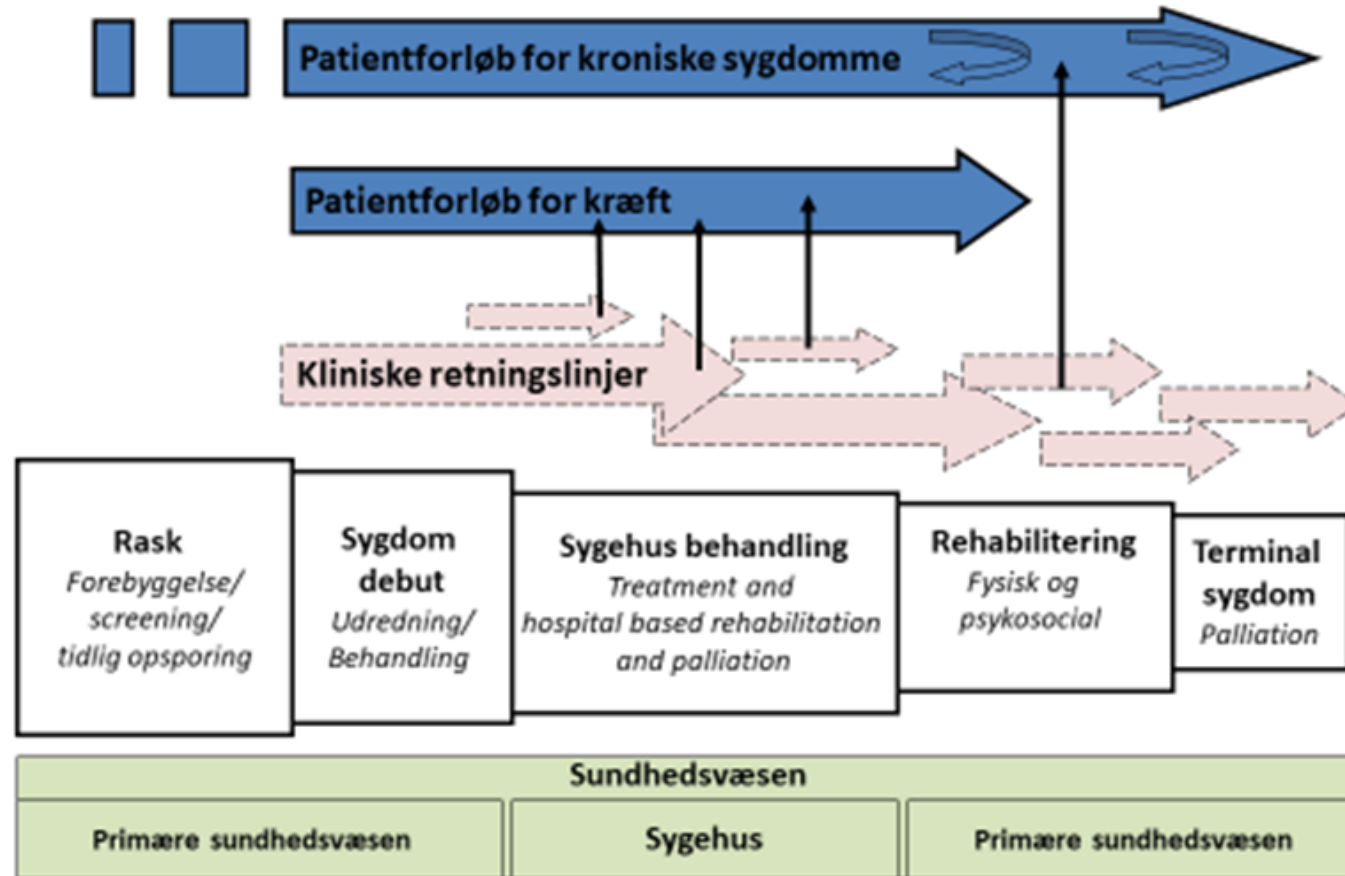 Patientforløb for kroniske sygdomme
Patientforløb for kræft
Kliniske retningslinjer
Rask
Forebyggelse/
screening/
tidlig opsporing
Sygdom
debut
Udredning/
Behandling
Sygehus behandling
Treatment and
hospital based rehabilitation
and palliation
Rehabilitering
Fysisk og
psykosocial
Terminal
sygdom
Palliation
Sundhedsvæsen
Primære sundhedsvæsen
Sygehus
Primære sundhedsvæsen